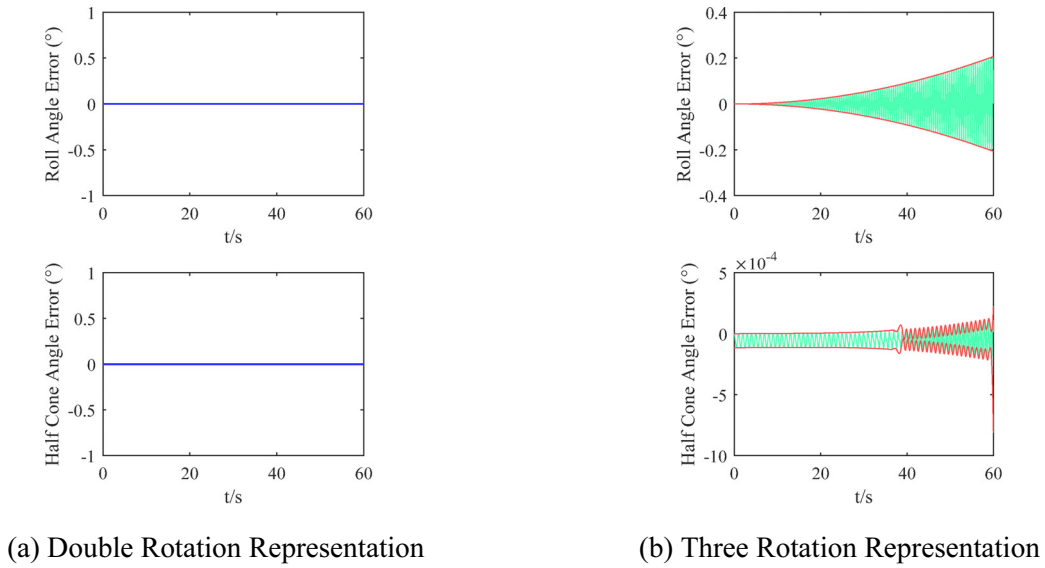 1
0.5
0
-0.5
-1
Roll Angle Error (°)
0 20 40 60
t/s
0.4
0.2
0
-0.2
-0.4
Roll Angle Error (°)
0 20 40 60
t/s
1
0.5
0
-0.5
-1
Half Cone Angle Error (°)
0 20 40 60
t/s
×10-4
5
0
-5
-10
Half Cone Angle Error (°)
0 20 40 60
t/s
(a) Double Rotation Representation
(b) Three Rotation Representation